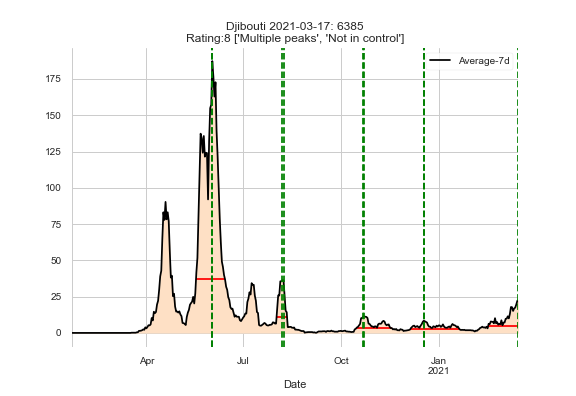 Djibouti 2021-03-17: 6385
Rating:8 ['Multiple peaks', 'Not in control']
Average-7d
175
150
125
100
75
50
25
0
Apr
Jul
Oct
Jan
2021
Date